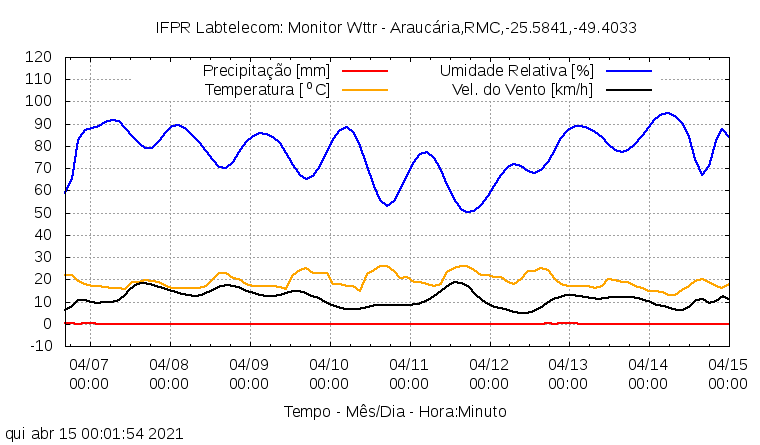 IFPR Labtelecom: Monitor Wttr - Araucária,RMC,-25.5841,-49.4033
Precipitação [mm] Umidade Relativa [%]
Temperatura [⁰C] Vel. do Vento [km/h]
120
110
100
90
80
70
60
50
40
30
20
10
0
-10
04/07 04/08 04/09 04/10 04/11 04/12 04/13 04/14 04/15
00:00 00:00 00:00 00:00 00:00 00:00 00:00 00:00 00:00
Tempo - Mês/Dia - Hora:Minuto
qui abr 15 00:01:54 2021